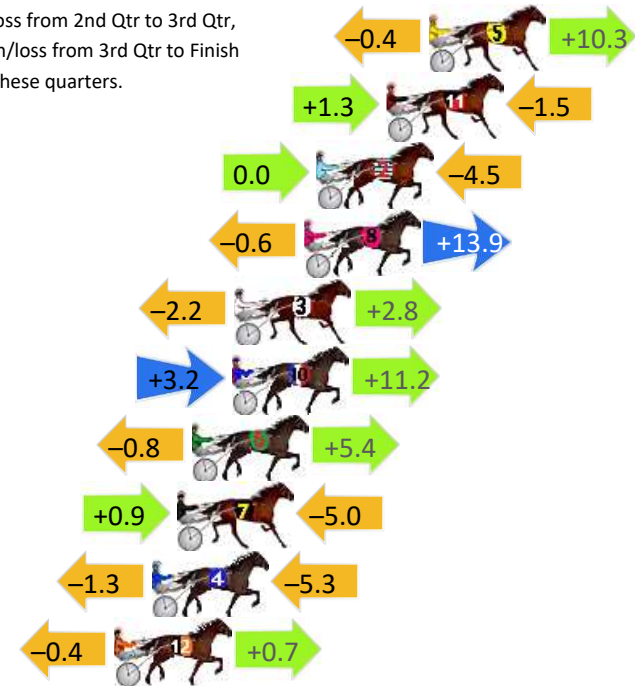 oss from 2nd Qtr to 3rd Qtr,
n/loss from 3rd Qtr to Finish
hese quarters.
–0.4 5 +10.3
+1.3 11 –1.5
0.0 –4.5
–0.6 8 +13.9
–2.2 3 +2.8
+3.2 10 +11.2
–0.8 6 +5.4
+0.9 7 –5.0
–1.3 4 –5.3
–0.4 12 +0.7